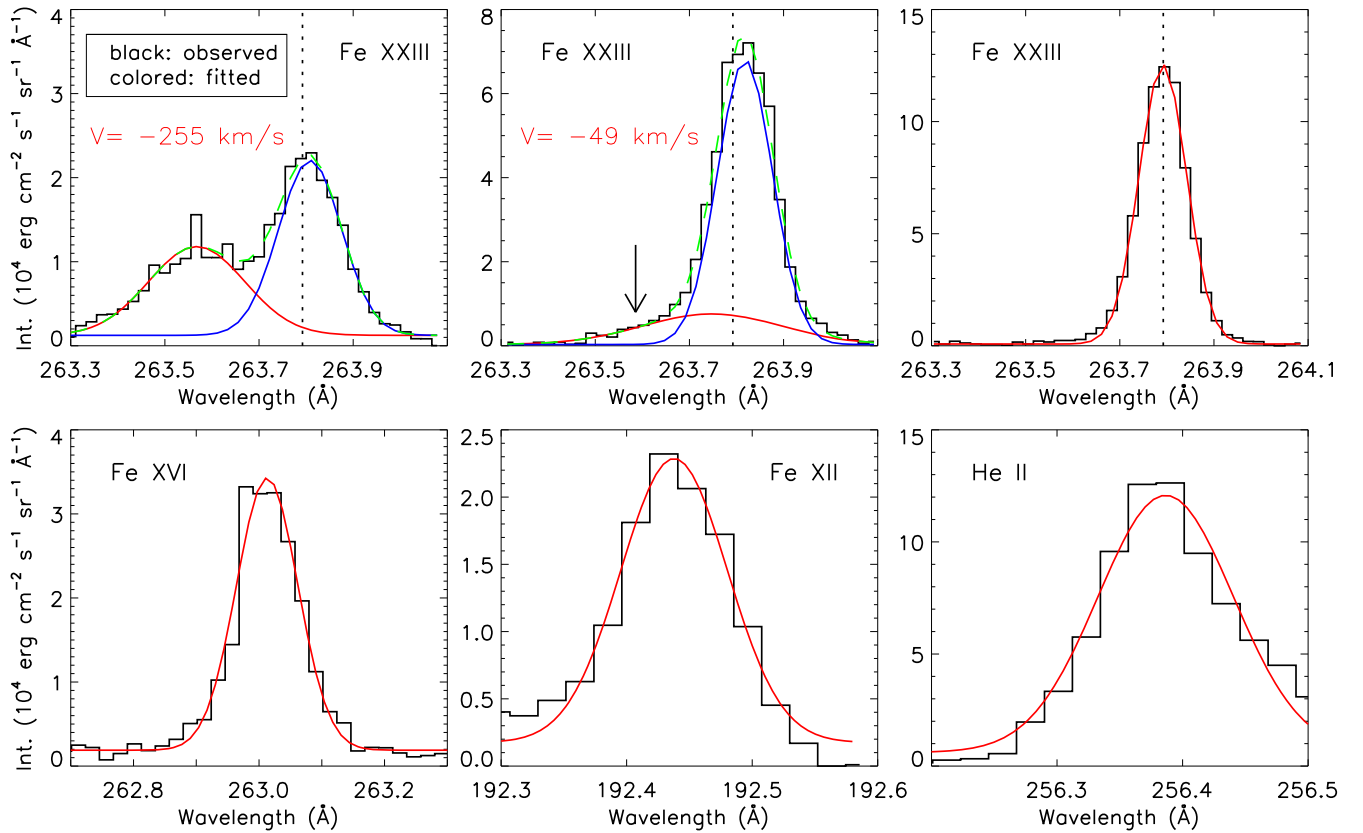 4
3
2
1
0
Int. (10⁴ erg cm⁻² s⁻¹ sr⁻¹ Å⁻¹)
black: observed
colored: fitted
Fe XXIII
V= −255 km/s
263.3 263.5 263.7 263.9
Wavelength (Å)
8
6
4
2
0
Fe XXIII
V= −49 km/s
263.3 263.5 263.7 263.9
Wavelength (Å)
15
10
5
0
Fe XXIII
263.3 263.5 263.7 263.9 264.1
Wavelength (Å)
4
3
2
1
0
Int. (10⁴ erg cm⁻² s⁻¹ sr⁻¹ Å⁻¹)
Fe XVI
262.8 263.0 263.2
Wavelength (Å)
2.5
2.0
1.5
1.0
0.5
0.0
Fe XII
192.3 192.4 192.5 192.6
Wavelength (Å)
15
10
5
0
He II
256.3 256.4 256.5
Wavelength (Å)